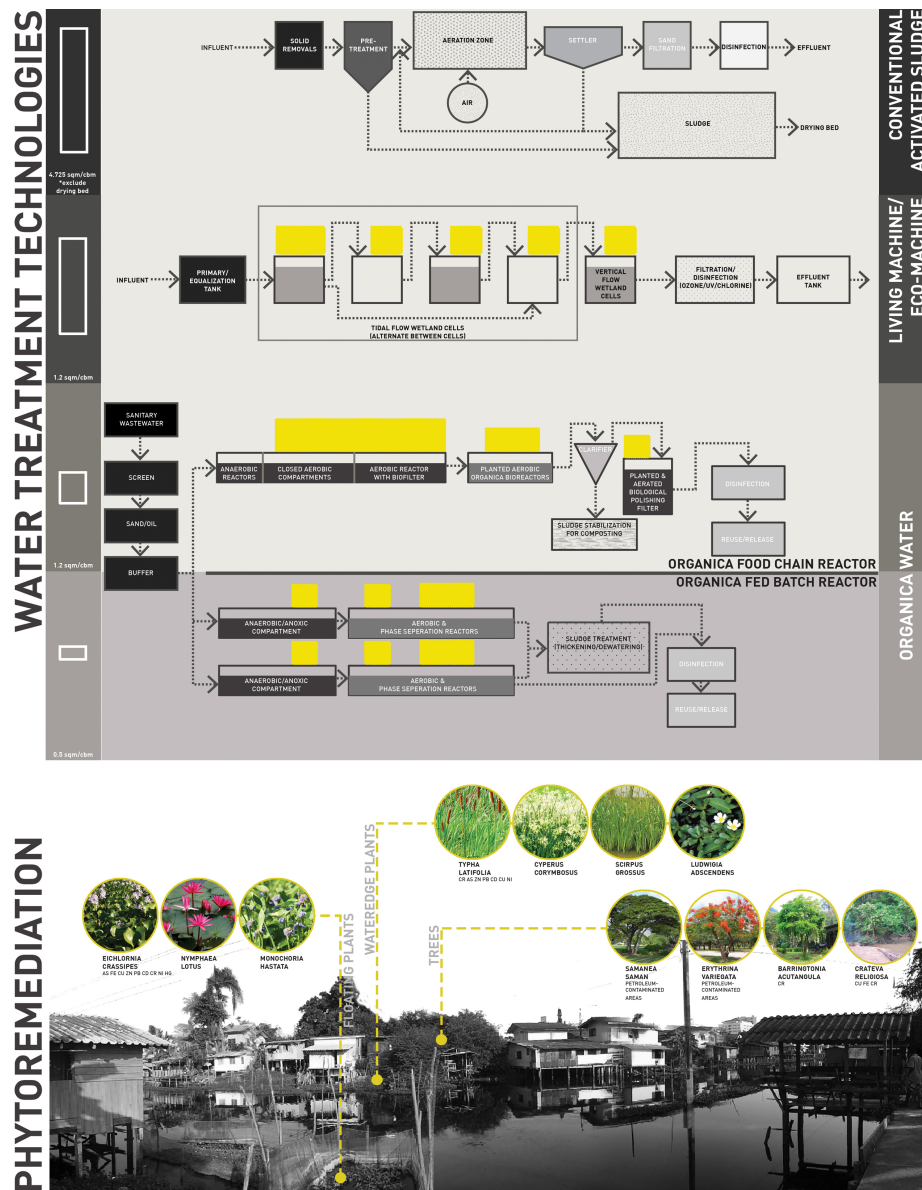 WATER TREATMENT TECHNOLOGIES
4.725 sqm/cbm
*exclude
drying bed
INFLUENT
SOLID
REMOVALS
PRE-
TREATMENT
AERATION ZONE
SETTLER
SAND
FILTRATION
DISINFECTION
EFFLUENT
AIR
SLUDGE
DRYING BED
CONVENTIONAL
ACTIVATED SLUDGE
1.2 sqm/cbm
INFLUENT
PRIMARY/
EQUALIZATION
TANK
TIDAL FLOW WETLAND CELLS
(ALTERNATE BETWEEN CELLS)
VERTICAL
FLOW
WETLAND
CELLS
FILTRATION/
DISINFECTION
(OZONE/UV/CHLORINE)
EFFLUENT
TANK
LIVING MACHINE/
ECO-MACHINE
1.2 sqm/cbm
SANITARY
WASTEWATER
SCREEN
SAND/OIL
BUFFER
ANAEROBIC
REACTORS
CLOSED AEROBIC
COMPARTMENTS
AEROBIC REACTOR
WITH BIOFILTER
PLANTED AEROBIC
ORGANICA BIOREACTORS
CLARIFIER
SLUDGE STABILIZATION
FOR COMPOSTING
PLANTED &
AERATED
BIOLOGICAL
POLISHING
FILTER
DISINFECTION
REUSE/RELEASE
ORGANICA FOOD CHAIN REACTOR
ORGANICA FED BATCH REACTOR
ORGANICA WATER
0.5 sqm/cbm
ANAEROBIC/ANOXIC
COMPARTMENT
AEROBIC &
PHASE SEPERATION REACTORS
ANAEROBIC/ANOXIC
COMPARTMENT
AEROBIC &
PHASE SEPERATION REACTORS
SLUDGE TREATMENT
(THICKENING/DEWATERING)
DISINFECTION
REUSE/RELEASE
PHYTOREMEDIATION
FLOATING PLANTS
EICHLORNIA
CRASSIPES
AS FE CU ZN PB CD CR NI HG
NYMPHAEA
LOTUS
MONOCHORIA
HASTATA
WATEREDGE PLANTS
TYPHA
LATIFOLIA
CR AS ZN PB CD CU NI
CYPERUS
CORYMBOSUS
SCIRPUS
GROSSUS
LUDWIGIA
ADSCENDENS
TREES
SAMANEA
SAMAN
PETROLEUM-
CONTAMINATED
AREAS
ERYTHRINA
VARIEGATA
PETROLEUM-
CONTAMINATED
AREAS
BARRINGTONIA
ACUTANGULA
CR
CRATEVA
RELIGIOSA
CU FE CR